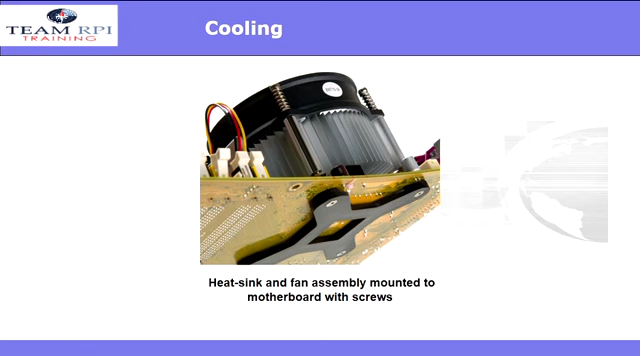 TEAM RPI
TRAINING
Cooling
Heat-sink and fan assembly mounted to
motherboard with screws